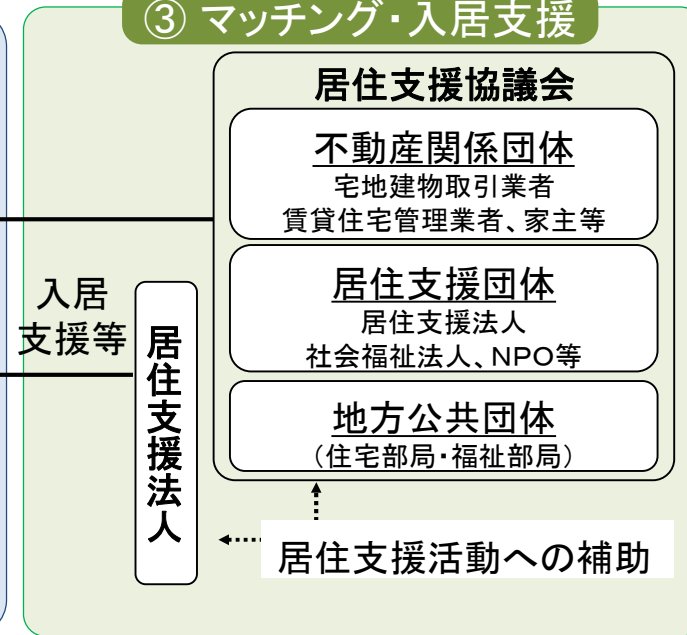 ③ マッチング・入居支援
居住支援協議会
不動産関係団体
宅地建物取引業者
賃貸住宅管理業者、家主等
居住支援団体
居住支援法人
社会福祉法人、NPO等
地方公共団体
（住宅部局・福祉部局）
入居
支援等
居住支援法人
居住支援活動への補助